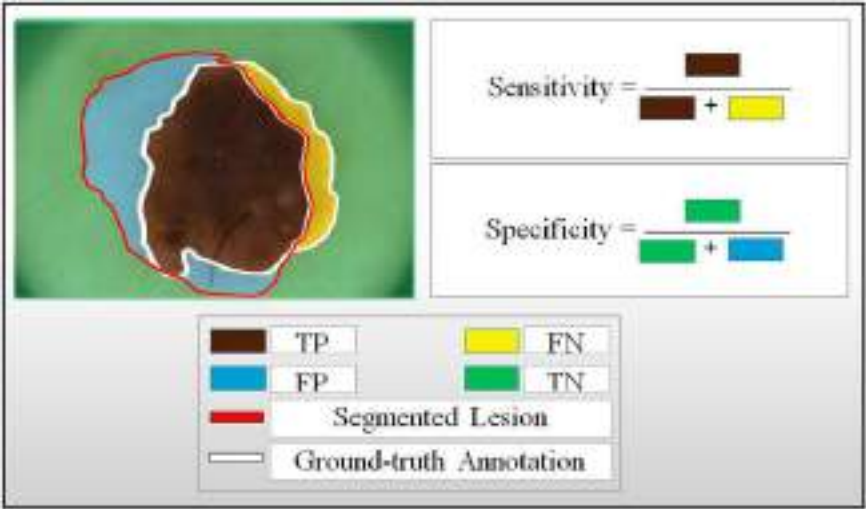 Sensitivity =
+
Specificity =
+
TP FN
FP TN
Segmented Lesion
Ground-truth Annotation